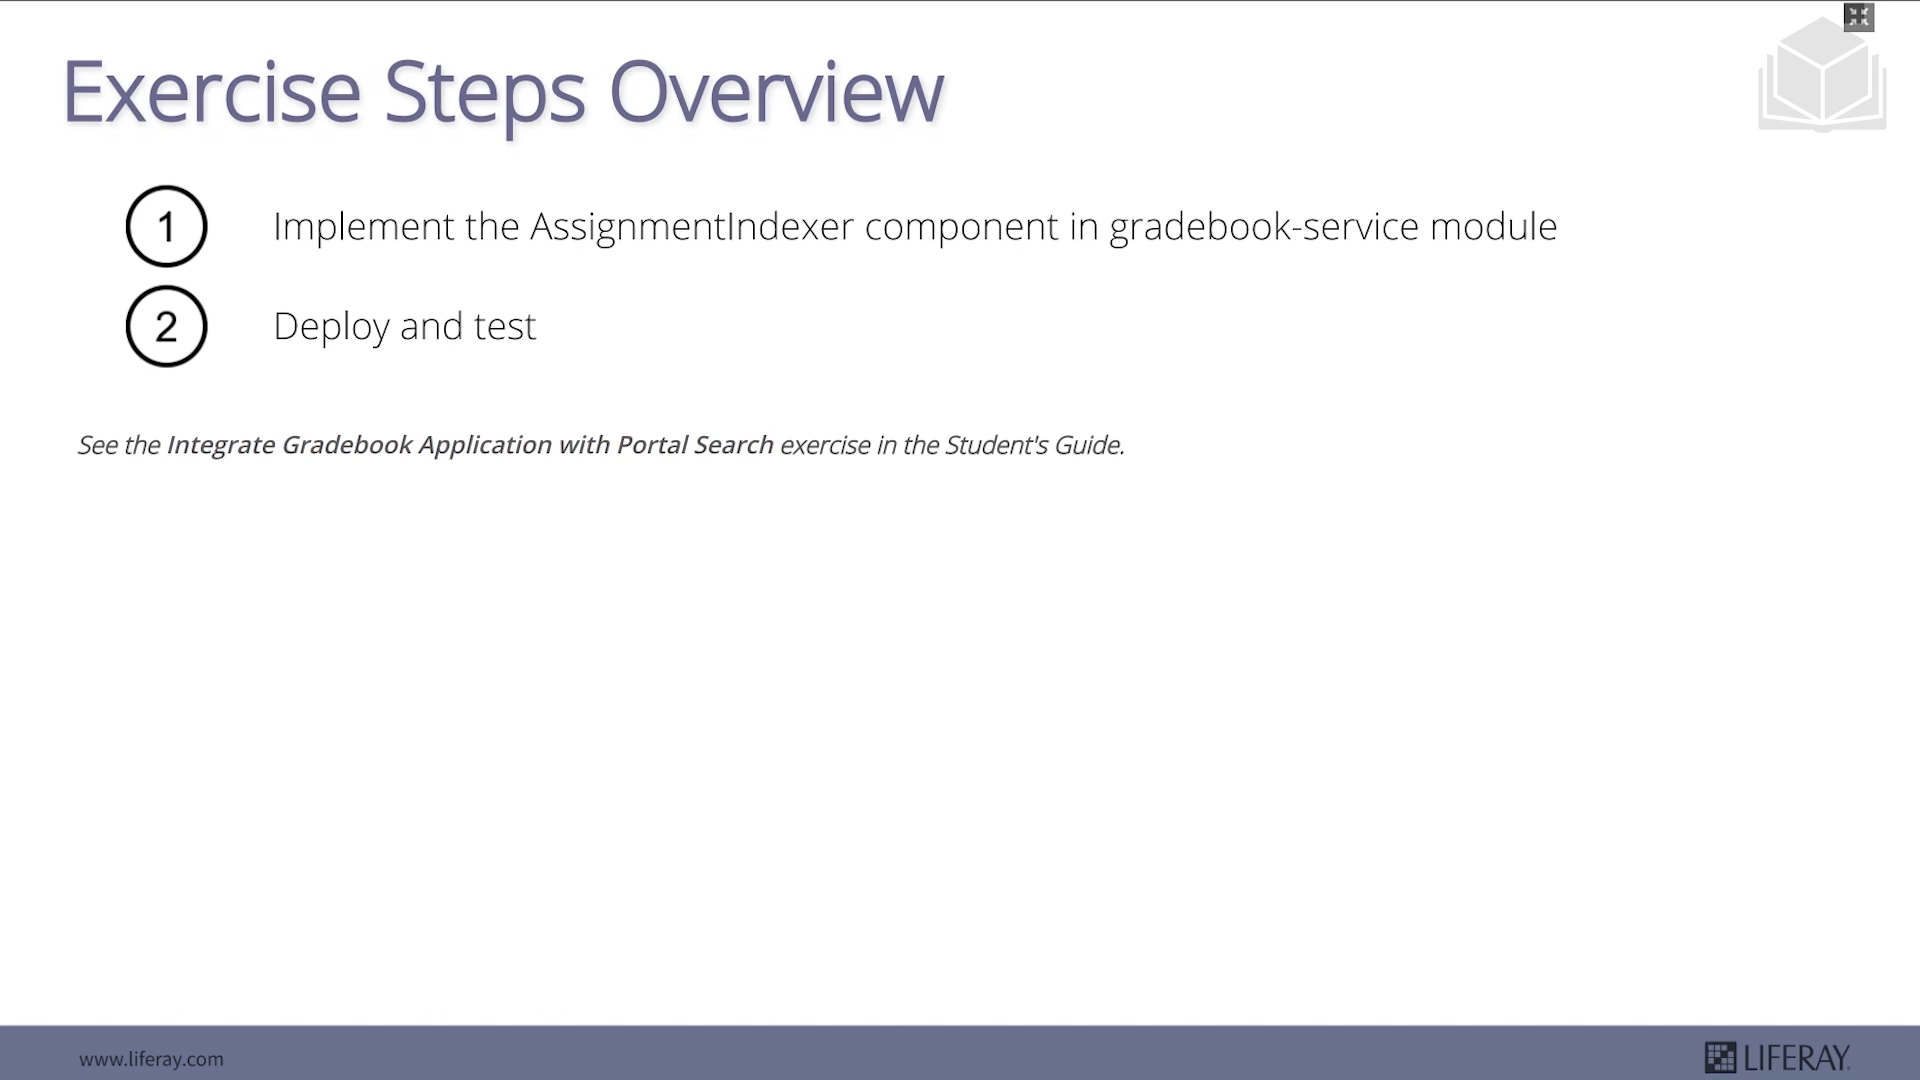 Exercise Steps Overview
1 Implement the AssignmentIndexer component in gradebook-service module
2 Deploy and test
See the Integrate Gradebook Application with Portal Search exercise in the Student's Guide.
www.liferay.com
LIFERAY.